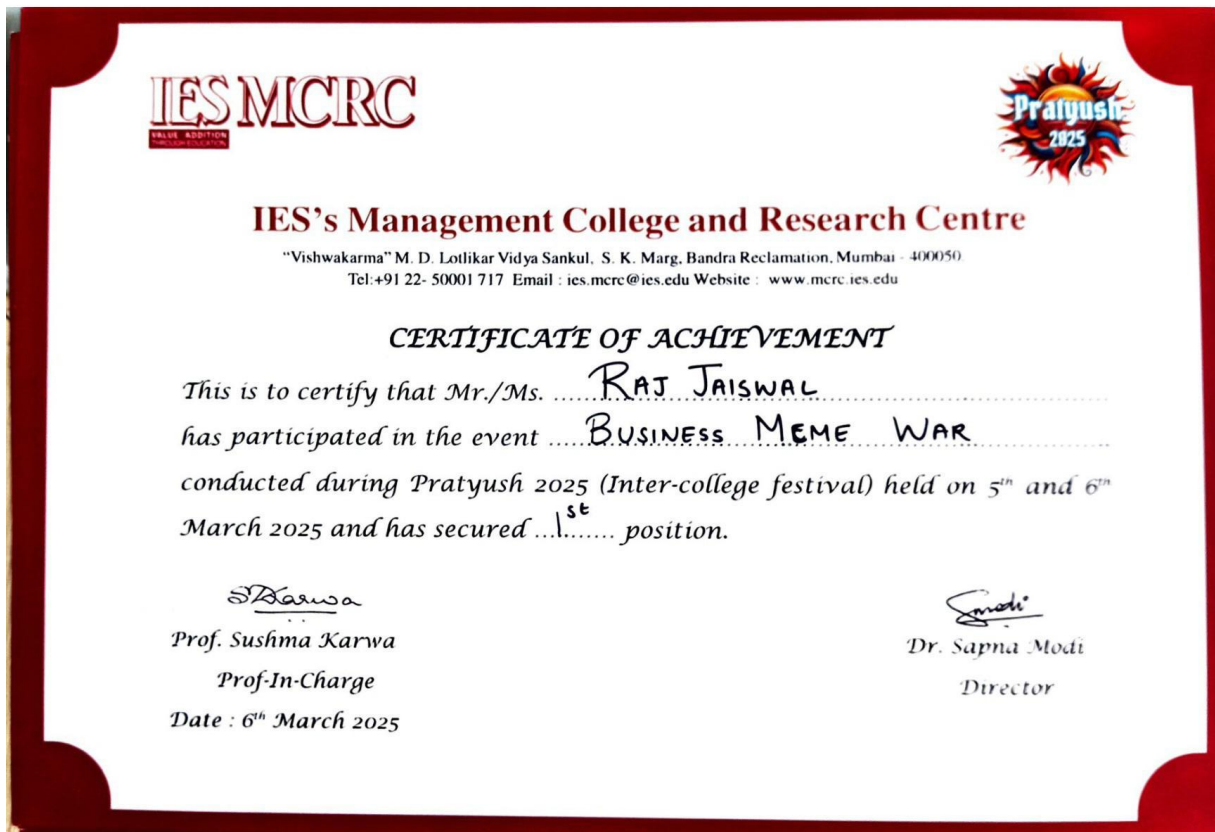 IES MCRC
VALUE ADDITION
THROUGH EDUCATION
Pratyush
2025
IES's Management College and Research Centre
"Vishwakarma" M. D. Lotlikar Vidya Sankul, S. K. Marg, Bandra Reclamation, Mumbai - 400050
Tel:+91 22- 50001 717 Email : ies.mcrc@ies.edu Website : www.mcrc.ies.edu
CERTIFICATE OF ACHIEVEMENT
This is to certify that Mr./Ms. ..... RAJ JAISWAL
has participated in the event ..... BUSINESS MEME WAR
conducted during Pratyush 2025 (Inter-college festival) held on 5th and 6th
March 2025 and has secured ...1st....... position.
SKarwa
Smodi
Prof. Sushma Karwa
Dr. Sapna Modi
Prof-In-Charge
Director
Date : 6th March 2025